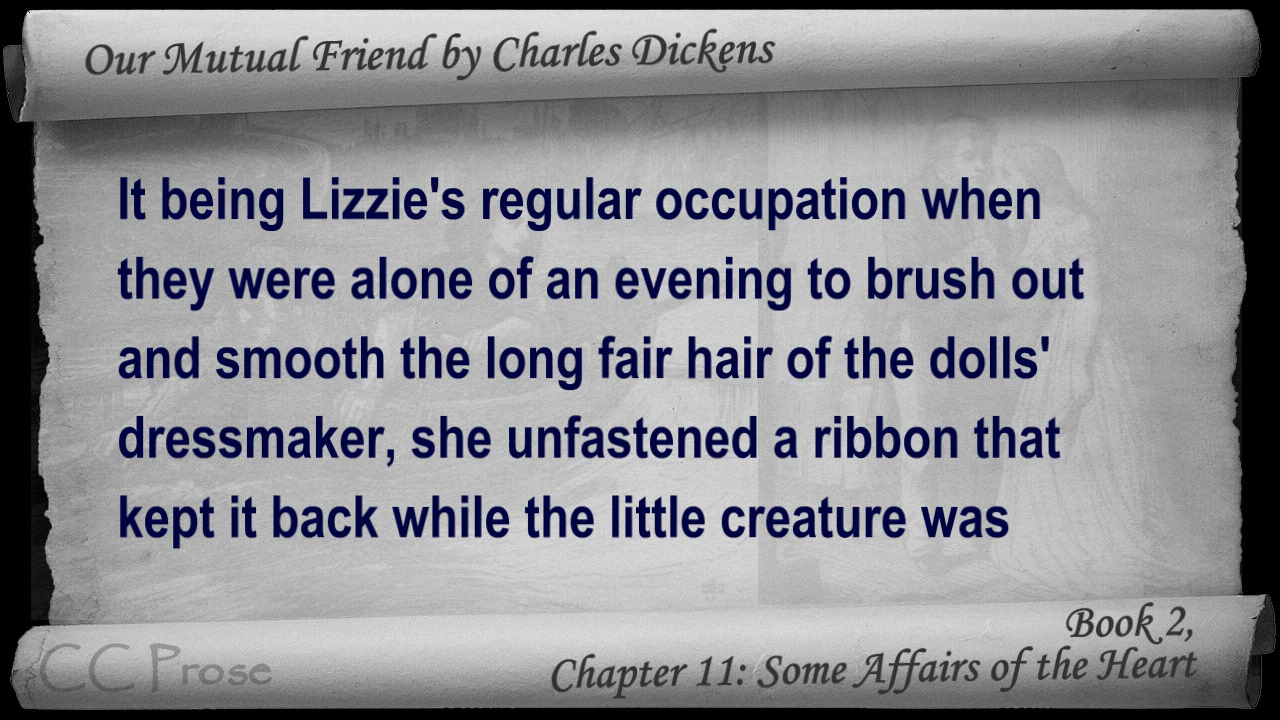 Our Mutual Friend by Charles Dickens
It being Lizzie's regular occupation when
they were alone of an evening to brush out
and smooth the long fair hair of the dolls'
dressmaker, she unfastened a ribbon that
kept it back while the little creature was
Book 2,
Chapter 11: Some Affairs of the Heart
CC Prose